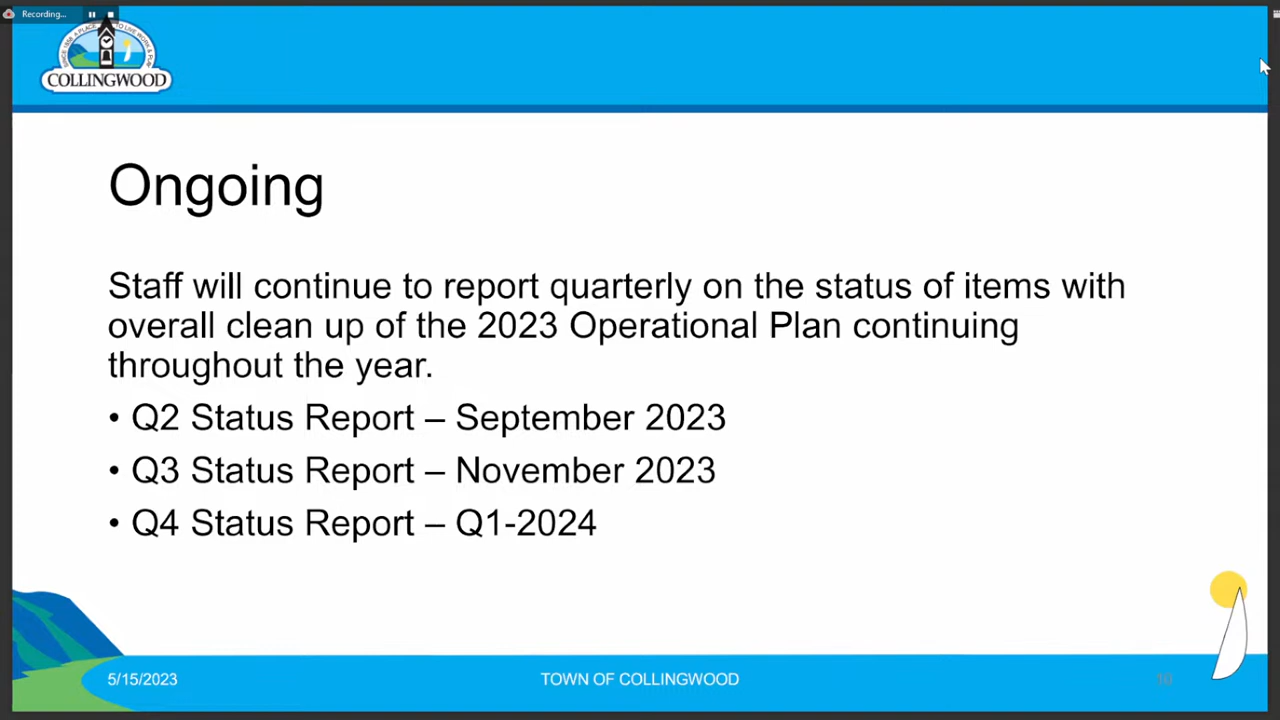 Recording...
COLLINGWOOD
Ongoing
Staff will continue to report quarterly on the status of items with
overall clean up of the 2023 Operational Plan continuing
throughout the year.
• Q2 Status Report – September 2023
• Q3 Status Report – November 2023
• Q4 Status Report – Q1-2024
5/15/2023
TOWN OF COLLINGWOOD